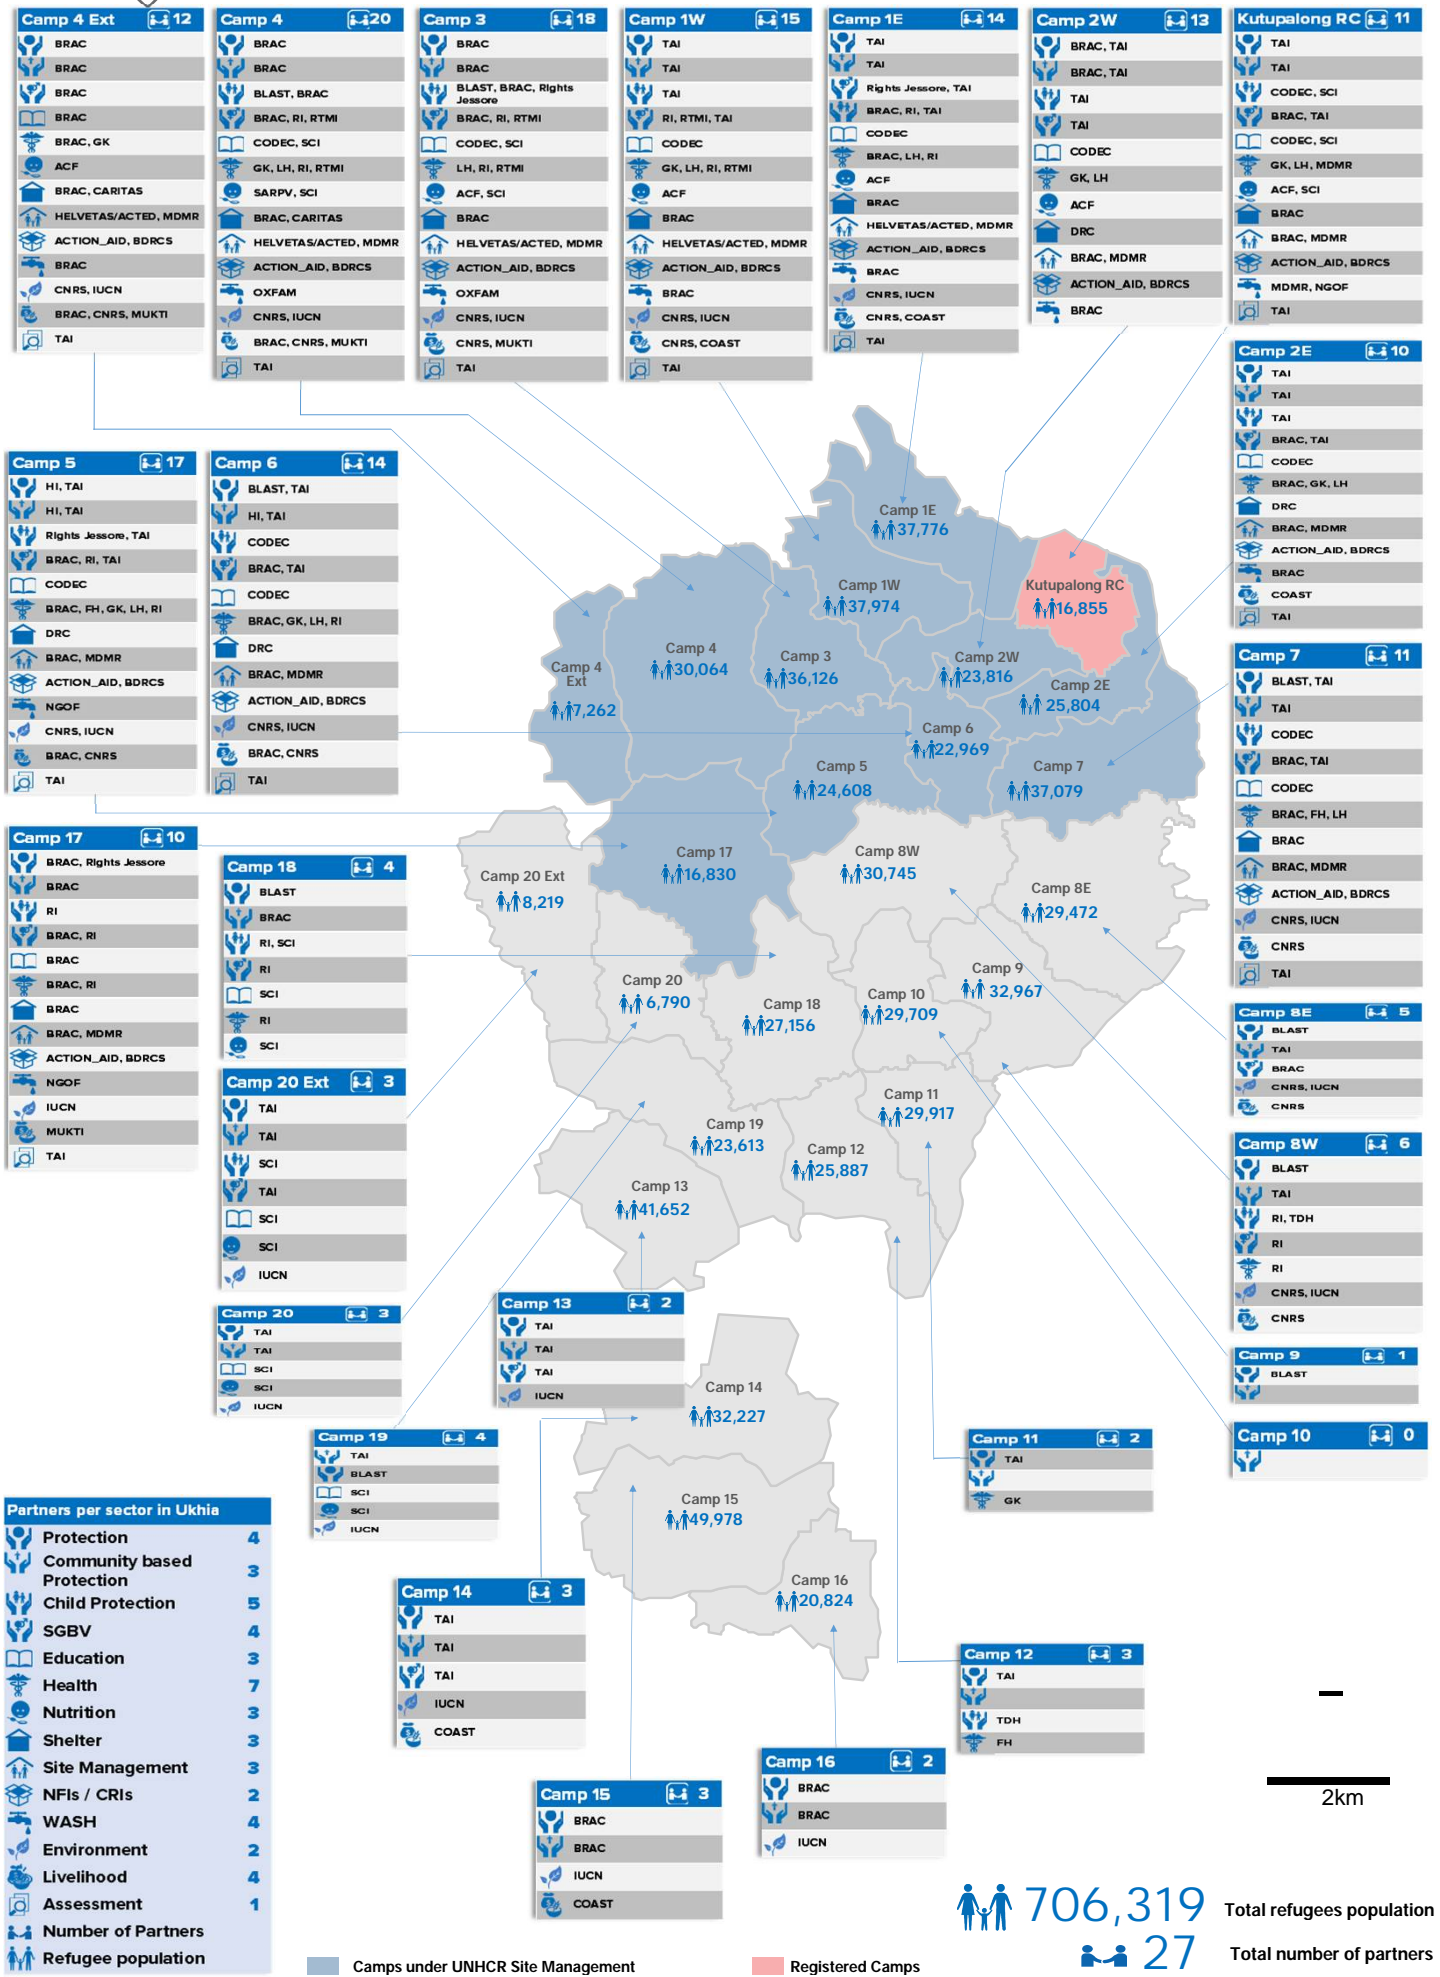 Camp 4 Ext 12
BRAC
BRAC
BRAC
BRAC
BRAC, GK
ACF
BRAC, CARITAS
HELVETAS/ACTED, MDMR
ACTION_AID, BDRCS
BRAC
CNRS, IUCN
BRAC, CNRS, MUKTI
TAI
Camp 4 20
BRAC
BRAC
BLAST, BRAC
BRAC, RI, RTMI
CODEC, SCI
GK, LH, RI, RTMI
SARPV, SCI
BRAC, CARITAS
HELVETAS/ACTED, MDMR
ACTION_AID, BDRCS
OXFAM
CNRS, IUCN
BRAC, CNRS, MUKTI
TAI
Camp 3 18
BRAC
BRAC
BLAST, BRAC, Rights
Jessore
BRAC, RI, RTMI
CODEC, SCI
LH, RI, RTMI
ACF, SCI
BRAC
HELVETAS/ACTED, MDMR
ACTION_AID, BDRCS
OXFAM
CNRS, IUCN
CNRS, MUKTI
TAI
Camp 1W 15
TAI
TAI
TAI
RI, RTMI, TAI
CODEC
GK, LH, RI, RTMI
ACF
BRAC
HELVETAS/ACTED, MDMR
ACTION_AID, BDRCS
BRAC
CNRS, IUCN
CNRS, COAST
TAI
Camp 1E 14
TAI
TAI
Rights Jessore, TAI
BRAC, RI, TAI
CODEC
BRAC, LH, RI
ACF
BRAC
HELVETAS/ACTED, MDMR
ACTION_AID, BDRCS
BRAC
CNRS, IUCN
CNRS, COAST
TAI
Camp 2W 13
BRAC, TAI
BRAC, TAI
TAI
TAI
CODEC
GK, LH
ACF
DRC
BRAC, MDMR
ACTION_AID, BDRCS
BRAC
Kutupalong RC 11
TAI
TAI
CODEC, SCI
BRAC, TAI
CODEC, SCI
GK, LH, MDMR
ACF, SCI
BRAC
BRAC, MDMR
ACTION_AID, BDRCS
MDMR, NGOF
TAI
Camp 2E 10
TAI
TAI
TAI
BRAC, TAI
CODEC
BRAC, GK, LH
DRC
BRAC, MDMR
ACTION_AID, BDRCS
BRAC
COAST
TAI
Camp 5 17
HI, TAI
HI, TAI
Rights Jessore, TAI
BRAC, RI, TAI
CODEC
BRAC, FH, GK, LH, RI
DRC
BRAC, MDMR
ACTION_AID, BDRCS
NGOF
CNRS, IUCN
BRAC, CNRS
TAI
Camp 6 14
BLAST, TAI
HI, TAI
CODEC
BRAC, TAI
CODEC
BRAC, GK, LH, RI
DRC
BRAC, MDMR
ACTION_AID, BDRCS
CNRS, IUCN
BRAC, CNRS
TAI
Camp 7 11
BLAST, TAI
TAI
CODEC
BRAC, TAI
CODEC
BRAC, FH, LH
BRAC
BRAC, MDMR
ACTION_AID, BDRCS
CNRS, IUCN
CNRS
TAI
Camp 1E
37,776
Camp 1W
37,974
Kutupalong RC
16,855
Camp 4
30,064
Camp 3
36,126
Camp 2W
23,816
Camp 4
Ext
7,262
Camp 2E
25,804
Camp 6
22,969
Camp 5
24,608
Camp 7
37,079
Camp 17
16,830
Camp 8W
30,745
Camp 20 Ext
8,219
Camp 8E
29,472
Camp 20
6,790
Camp 18
27,156
Camp 10
29,709
Camp 9
32,967
Camp 11
29,917
Camp 19
23,613
Camp 12
25,887
Camp 13
41,652
Camp 14
32,227
Camp 15
49,978
Camp 16
20,824
Camp 17 10
BRAC, Rights Jessore
BRAC
RI
BRAC, RI
BRAC
BRAC, RI
BRAC
BRAC, MDMR
ACTION_AID, BDRCS
NGOF
IUCN
MUKTI
TAI
Camp 18 4
BLAST
BRAC
RI, SCI
RI
SCI
RI
SCI
Camp 20 Ext 3
TAI
TAI
SCI
TAI
SCI
SCI
IUCN
Camp 20 3
TAI
TAI
SCI
SCI
IUCN
Camp 8E 5
BLAST
TAI
BRAC
CNRS, IUCN
CNRS
Camp 8W 6
BLAST
TAI
RI, TDH
RI
RI
CNRS, IUCN
CNRS
Camp 9 1
BLAST
Camp 10 0
Camp 13 2
TAI
TAI
TAI
IUCN
Camp 19 4
TAI
BLAST
SCI
SCI
IUCN
Camp 11 2
TAI
GK
Camp 14 3
TAI
TAI
TAI
IUCN
COAST
Camp 12 3
TAI
TDH
FH
Camp 16 2
BRAC
BRAC
IUCN
Camp 15 3
BRAC
BRAC
IUCN
COAST
Partners per sector in Ukhia
Protection 4
Community based
Protection 3
Child Protection 5
SGBV 4
Education 3
Health 7
Nutrition 3
Shelter 3
Site Management 3
NFIs / CRIs 2
WASH 4
Environment 2
Livelihood 4
Assessment 1
Number of Partners
Refugee population
2km
706,319 Total refugees population
27 Total number of partners
Camps under UNHCR Site Management
Registered Camps